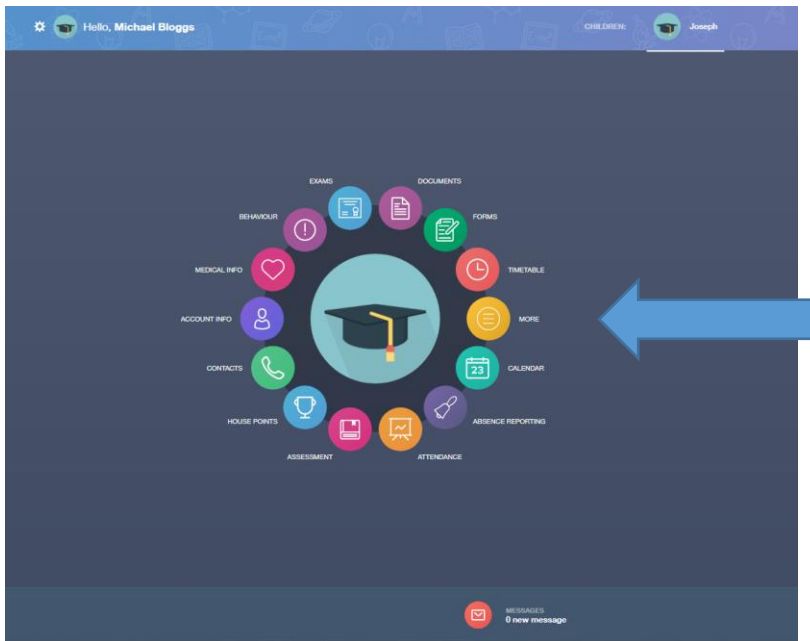 Hello, Michael Bloggs
CHILDREN:
Joseph
EXAMS
DOCUMENTS
BEHAVIOUR
FORMS
MEDICAL INFO
TIMETABLE
ACCOUNT INFO
MORE
CONTACTS
23
CALENDAR
HOUSE POINTS
ABSENCE REPORTING
ASSESSMENT
ATTENDANCE
MESSAGES
0 new message